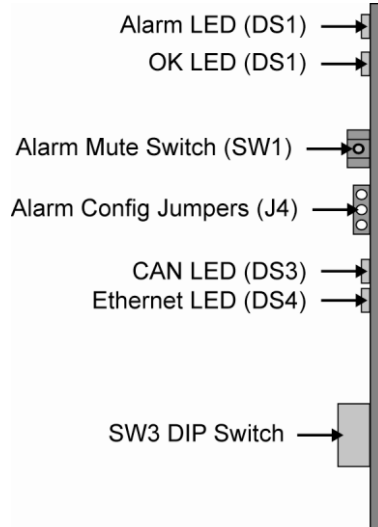 Alarm LED (DS1)
OK LED (DS1)
Alarm Mute Switch (SW1)
Alarm Config Jumpers (J4)
CAN LED (DS3)
Ethernet LED (DS4)
SW3 DIP Switch